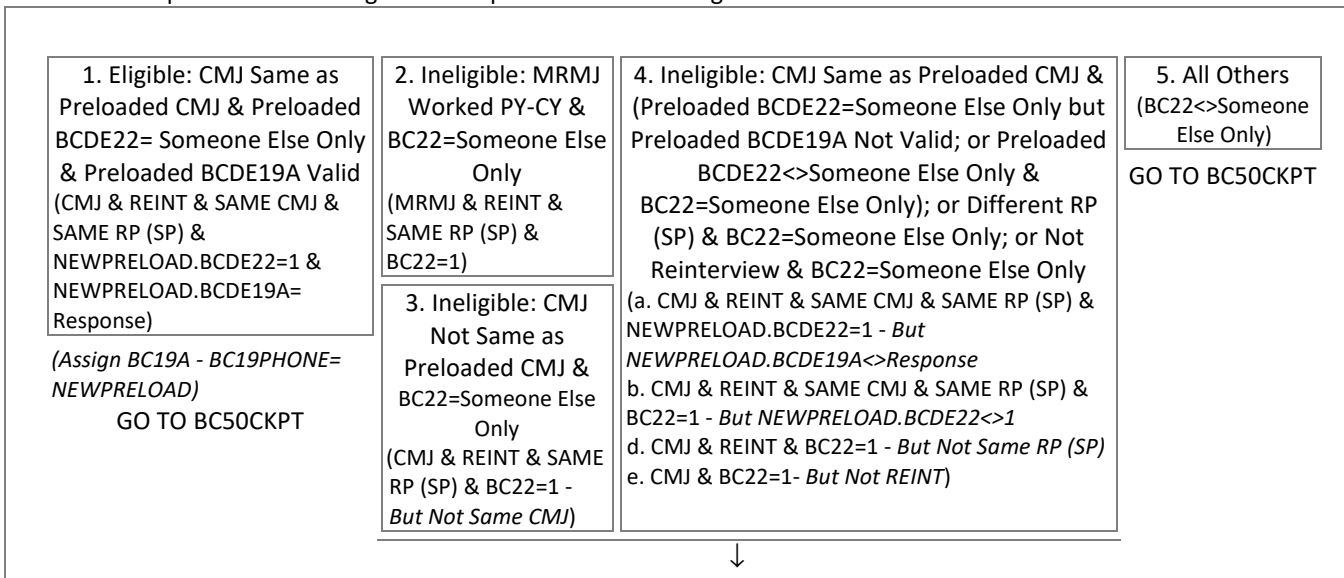 1. Eligible: CMJ Same as
Preloaded CMJ & Preloaded
BCDE22= Someone Else Only
& Preloaded BCDE19A Valid
(CMJ & REINT & SAME CMJ &
SAME RP (SP) &
NEWPRELOAD.BCDE22=1 &
NEWPRELOAD.BCDE19A=
Response)
(Assign BC19A - BC19PHONE=
NEWPRELOAD)
GO TO BC50CKPT
2. Ineligible: MRMJ
Worked PY-CY &
BC22=Someone Else
Only
(MRMJ & REINT &
SAME RP (SP) &
BC22=1)
3. Ineligible: CMJ
Not Same as
Preloaded CMJ &
BC22=Someone Else
Only
(CMJ & REINT & SAME
RP (SP) & BC22=1 -
But Not Same CMJ)
4. Ineligible: CMJ Same as Preloaded CMJ &
(Preloaded BCDE22=Someone Else Only but
Preloaded BCDE19A Not Valid; or Preloaded
BCDE22<>Someone Else Only &
BC22=Someone Else Only); or Different RP
(SP) & BC22=Someone Else Only; or Not
Reinterview & BC22=Someone Else Only
(a. CMJ & REINT & SAME CMJ & SAME RP (SP) &
NEWPRELOAD.BCDE22=1 - But
NEWPRELOAD.BCDE19A<>Response
b. CMJ & REINT & SAME CMJ & SAME RP (SP) &
BC22=1 - But NEWPRELOAD.BCDE22<>1
d. CMJ & REINT & BC22=1 - But Not Same RP (SP)
e. CMJ & BC22=1- But Not REINT)
5. All Others
(BC22<>Someone
Else Only)
GO TO BC50CKPT
↓